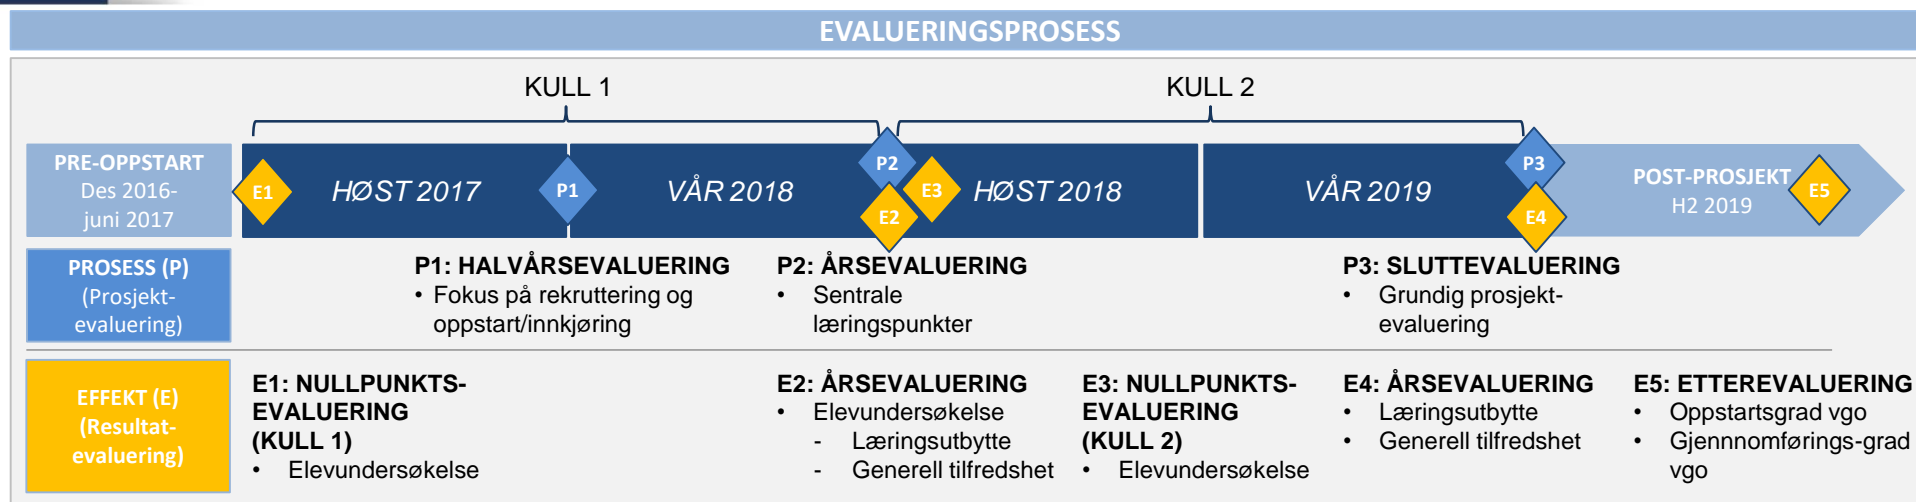 EVALUERINGSPROSESS
KULL 1
KULL 2
PRE-OPPSTART
Des 2016-
juni 2017
E1
HØST 2017
P1
VÅR 2018
P2
E2
E3
HØST 2018
VÅR 2019
P3
E4
POST-PROSJEKT
H2 2019
E5
PROSESS (P)
(Prosjekt-
evaluering)
P1: HALVÅRSEVALUERING
• Fokus på rekruttering og
oppstart/innkjøring
P2: ÅRSEVALUERING
• Sentrale
læringspunkter
P3: SLUTTEVALUERING
• Grundig prosjekt-
evaluering
EFFEKT (E)
(Resultat-
evaluering)
E1: NULLPUNKTS-
EVALUERING
(KULL 1)
• Elevundersøkelse
E2: ÅRSEVALUERING
• Elevundersøkelse
- Læringsutbytte
- Generell tilfredshet
E3: NULLPUNKTS-
EVALUERING
(KULL 2)
• Elevundersøkelse
E4: ÅRSEVALUERING
• Læringsutbytte
• Generell tilfredshet
E5: ETTEREVALUERING
• Oppstartsgrad vgo
• Gjennnomførings-grad
vgo